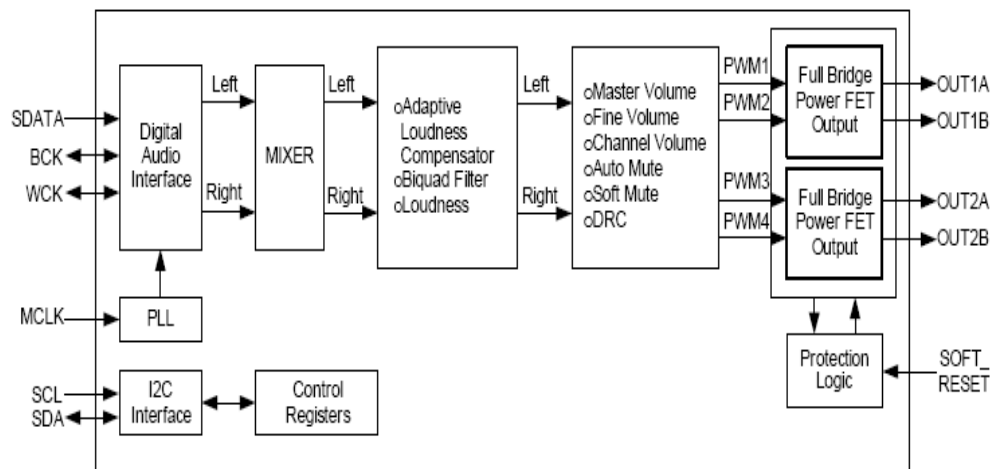 SDATA
BCK
WCK
Digital
Audio
Interface
Left
Right
MIXER
Left
Right
oAdaptive
Loudness
Compensator
oBiquad Filter
oLoudness
Left
Right
oMaster Volume
oFine Volume
oChannel Volume
oAuto Mute
oSoft Mute
oDRC
PWM1
PWM2
PWM3
PWM4
Full Bridge
Power FET
Output
Full Bridge
Power FET
Output
OUT1A
OUT1B
OUT2A
OUT2B
MCLK
PLL
Protection
Logic
SOFT_
RESET
SCL
SDA
I2C
Interface
Control
Registers